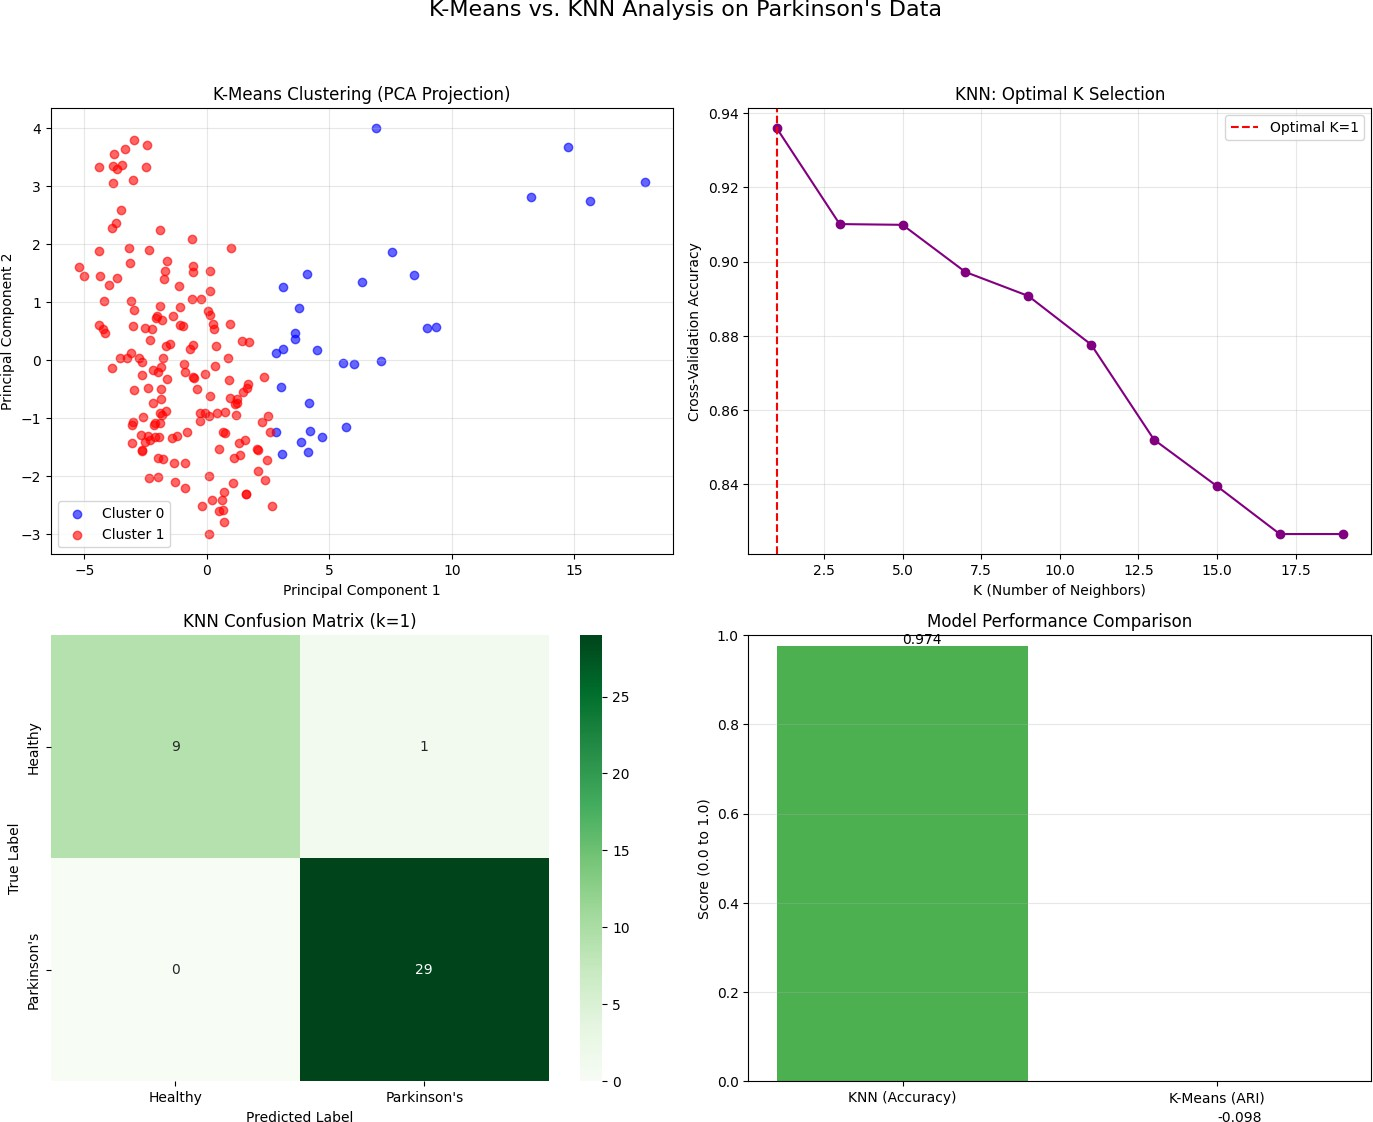 K-Means vs. KNN Analysis on Parkinson's Data
K-Means Clustering (PCA Projection)
4
3
2
1
0
−1
−2
−3
Principal Component 2
Cluster 0
Cluster 1
−5
0
5
10
15
Principal Component 1
KNN: Optimal K Selection
0.94
0.92
0.90
0.88
0.86
0.84
Cross-Validation Accuracy
Optimal K=1
2.5
5.0
7.5
10.0
12.5
15.0
17.5
K (Number of Neighbors)
KNN Confusion Matrix (k=1)
True Label
Healthy
Parkinson's
9
1
0
29
Healthy
Parkinson's
Predicted Label
25
20
15
10
5
0
Model Performance Comparison
1.0
0.8
0.6
0.4
0.2
0.0
Score (0.0 to 1.0)
0.974
KNN (Accuracy)
K-Means (ARI)
-0.098